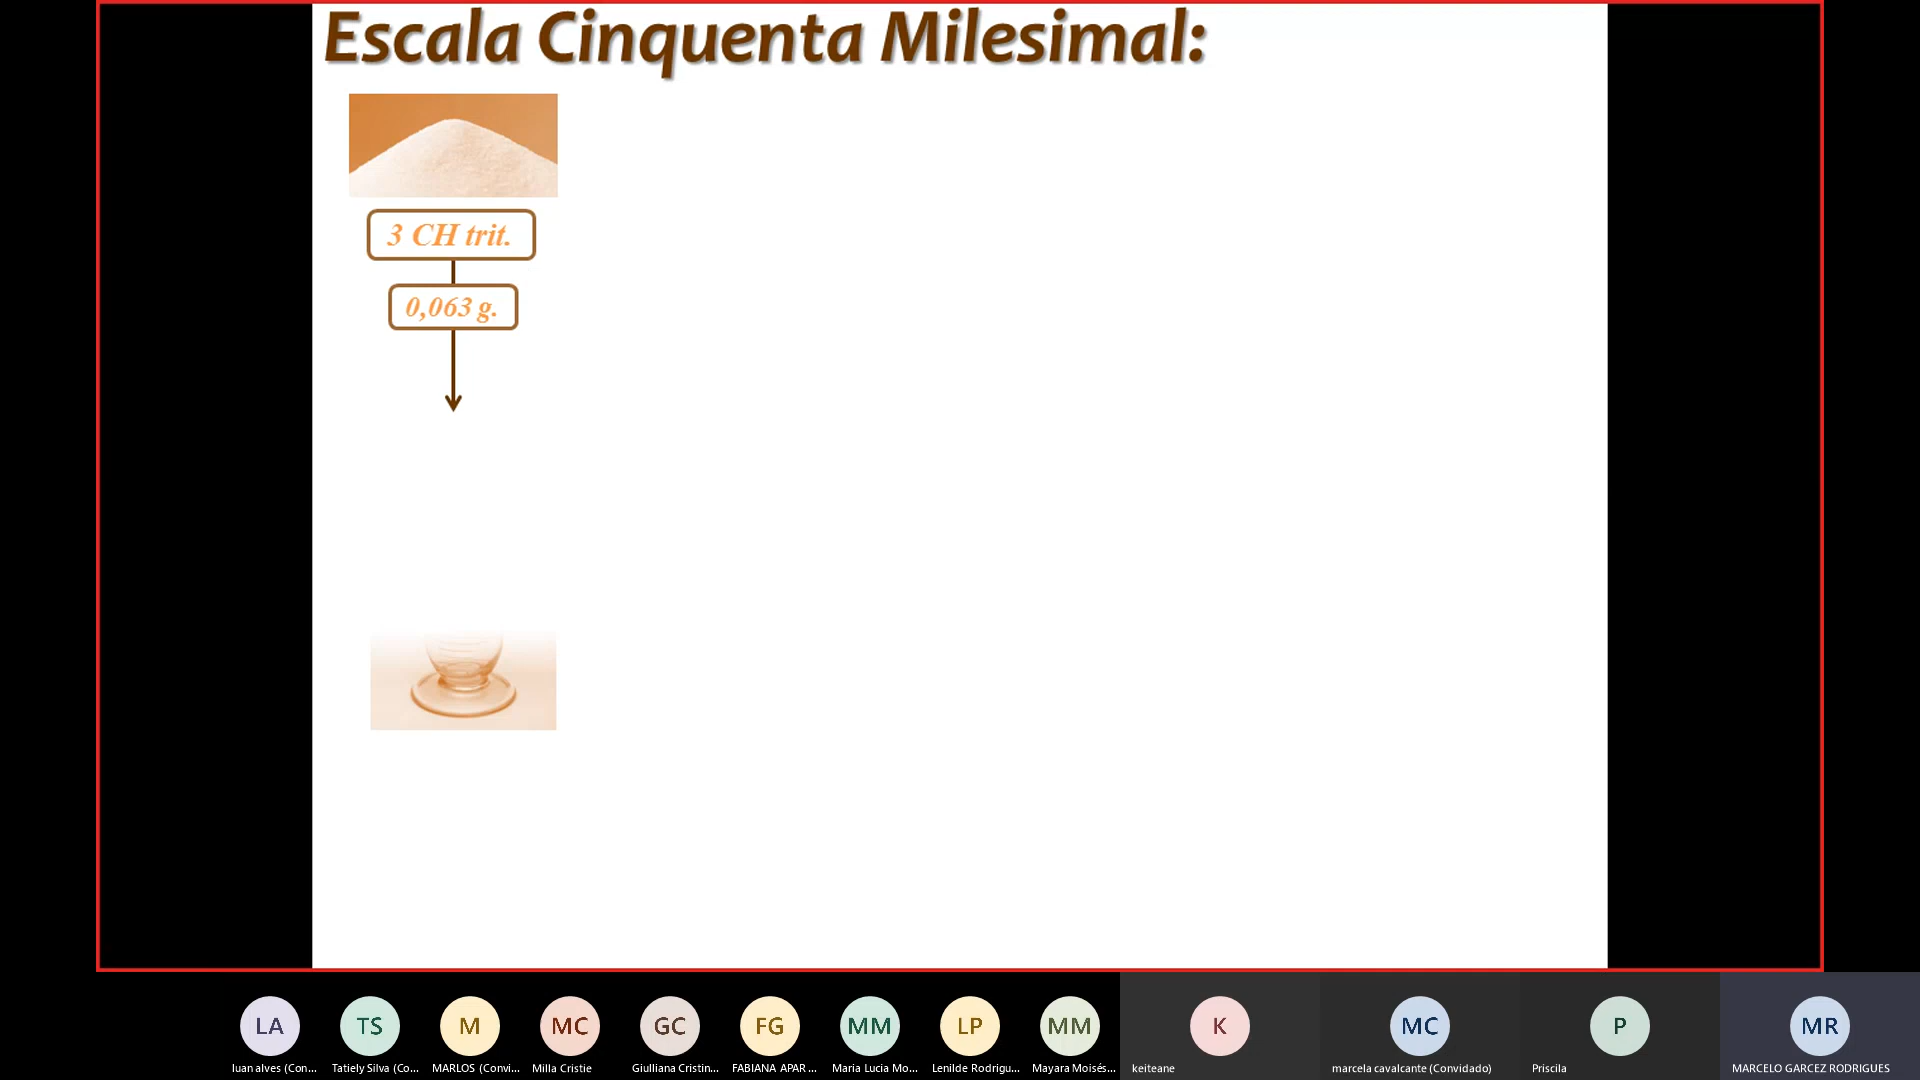 Escala Cinquenta Milesimal:
3 CH trit.
0,063 g.
LA
TS
M
MC
GC
FG
MM
LP
MM
K
MC
P
MR
luan alves (Con...
Tatiely Silva (Co...
MARLOS (Convi...
Milla Cristie
Giulliana Cristin...
FABIANA APAR ...
Maria Lucia Mo...
Lenilde Rodrigu...
Mayara Moisés...
keiteane
marcela cavalcante (Convidado)
Priscila
MARCELO GARCEZ RODRIGUES